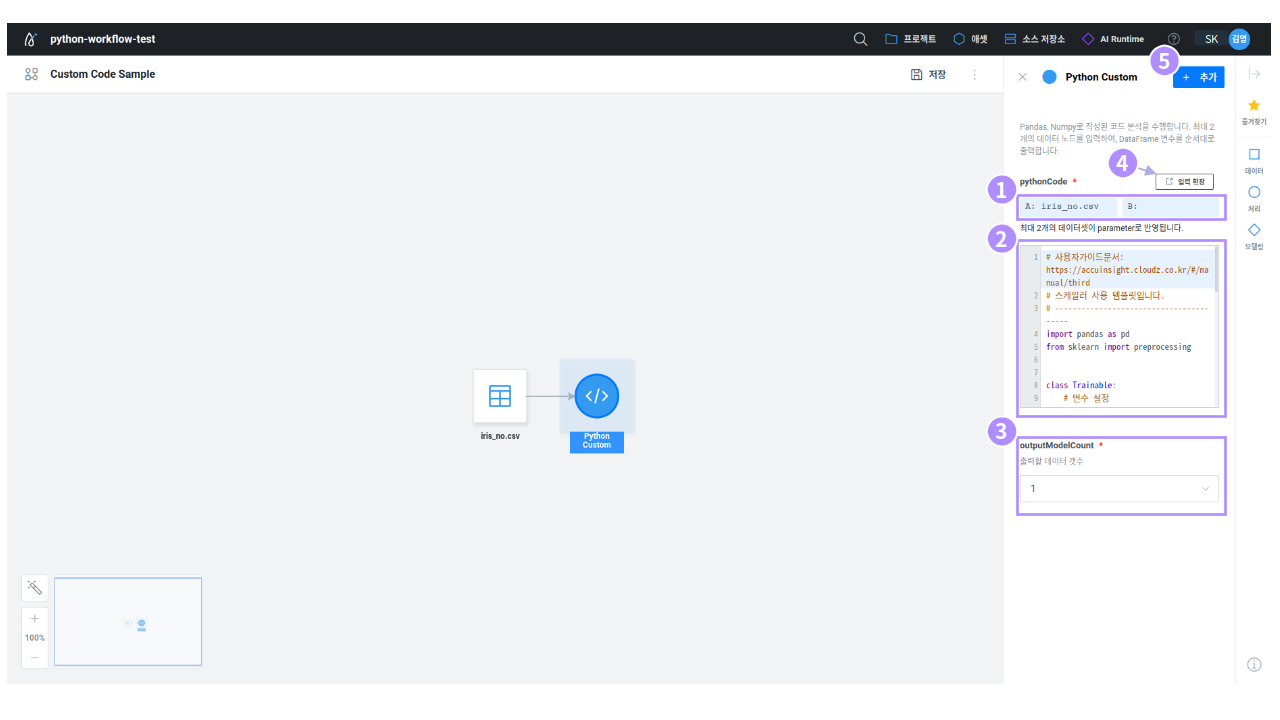 python-workflow-test
프로젝트
애셋
소스 저장소
AI Runtime
SK
김영
Custom Code Sample
저장
5
Python Custom
+ 추가
즐겨찾기
Pandas, Numpy로 작성된 코드 분석을 수행합니다. 최대 2
개의 데이터 노드를 입력하여, DataFrame 변수를 순서대로
출력합니다.
4
pythonCode *
입력 확장
데이터
1
A: iris_no.csv
B:
처리
최대 2개의 데이터셋이 parameter로 반영됩니다.
2
모델링
1 # 사용자가이드문서:
https://accuinsight.cloudz.co.kr/#/ma
nual/third
2 # 스케일러 사용 템플릿입니다.
3 # -----------------------------------
-----
4 import pandas as pd
5 from sklearn import preprocessing
6
7
8 class Trainable:
9 # 변수 설정
iris_no.csv
Python
Custom
3
outputModelCount *
출력할 데이터 갯수
1
100%